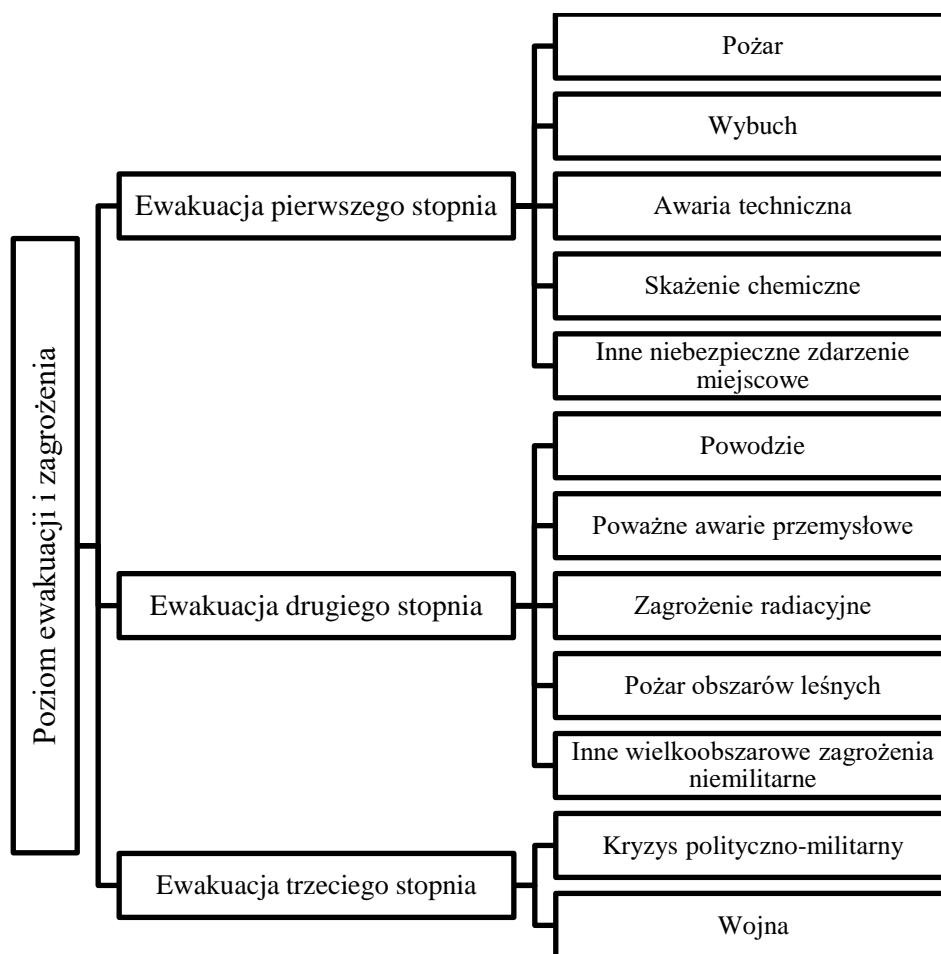 Poziom ewakuacji i zagrożenia
Ewakuacja pierwszego stopnia
Pożar
Wybuch
Awaria techniczna
Skażenie chemiczne
Inne niebezpieczne zdarzenie
miejscowe
Ewakuacja drugiego stopnia
Powodzie
Poważne awarie przemysłowe
Zagrożenie radiacyjne
Pożar obszarów leśnych
Inne wielkoobszarowe zagrożenia
niemilitarne
Ewakuacja trzeciego stopnia
Kryzys polityczno-militarny
Wojna